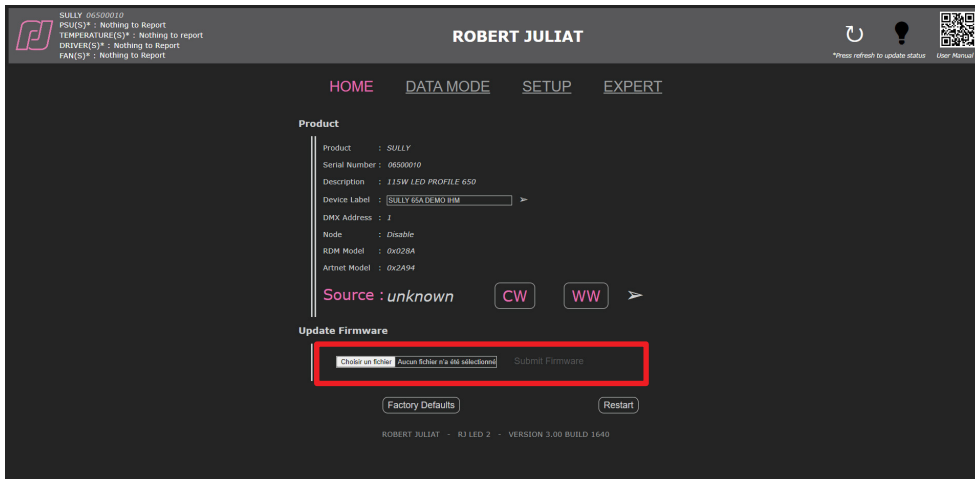 SULLY 06500010
PSU(S)* : Nothing to Report
TEMPERATURE(S)* : Nothing to report
DRIVER(S)* : Nothing to Report
FAN(S)* : Nothing to Report
ROBERT JULIAT
*Press refresh to update status
User Manual
HOME DATA MODE SETUP EXPERT
Product
Product : SULLY
Serial Number : 06500010
Description : 115W LED PROFILE 650
Device Label : SULLY 65A DEMO IHM
DMX Address : 1
Node : Disable
RDM Model : 0x028A
Artnet Model : 0x2A94
Source : unknown CW WW
Update Firmware
Choisir un fichier Aucun fichier n'a été sélectionné Submit Firmware
Factory Defaults Restart
ROBERT JULIAT - RJ LED 2 - VERSION 3.00 BUILD 1640